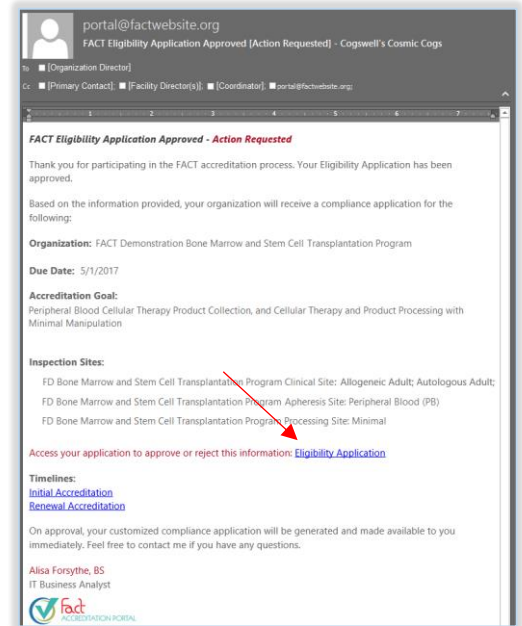 portal@factwebsite.org
FACT Eligibility Application Approved [Action Requested] - Cogswell's Cosmic Cogs
To [Organization Director]
Cc [Primary Contact]; [Facility Director(s)]; [Coordinator]; portal@factwebsite.org;
1 2 3 4 5 6 7
FACT Eligibility Application Approved - Action Requested
Thank you for participating in the FACT accreditation process. Your Eligibility Application has been
approved.
Based on the information provided, your organization will receive a compliance application for the
following:
Organization: FACT Demonstration Bone Marrow and Stem Cell Transplantation Program
Due Date: 5/1/2017
Accreditation Goal:
Peripheral Blood Cellular Therapy Product Collection, and Cellular Therapy and Product Processing with
Minimal Manipulation
Inspection Sites:
FD Bone Marrow and Stem Cell Transplantation Program Clinical Site: Allogeneic Adult; Autologous Adult;
FD Bone Marrow and Stem Cell Transplantation Program Apheresis Site: Peripheral Blood (PB)
FD Bone Marrow and Stem Cell Transplantation Program Processing Site: Minimal
Access your application to approve or reject this information: Eligibility Application
Timelines:
Initial Accreditation
Renewal Accreditation
On approval, your customized compliance application will be generated and made available to you
immediately. Feel free to contact me if you have any questions.
Alisa Forsythe, BS
IT Business Analyst
fact
ACCREDITATION PORTAL